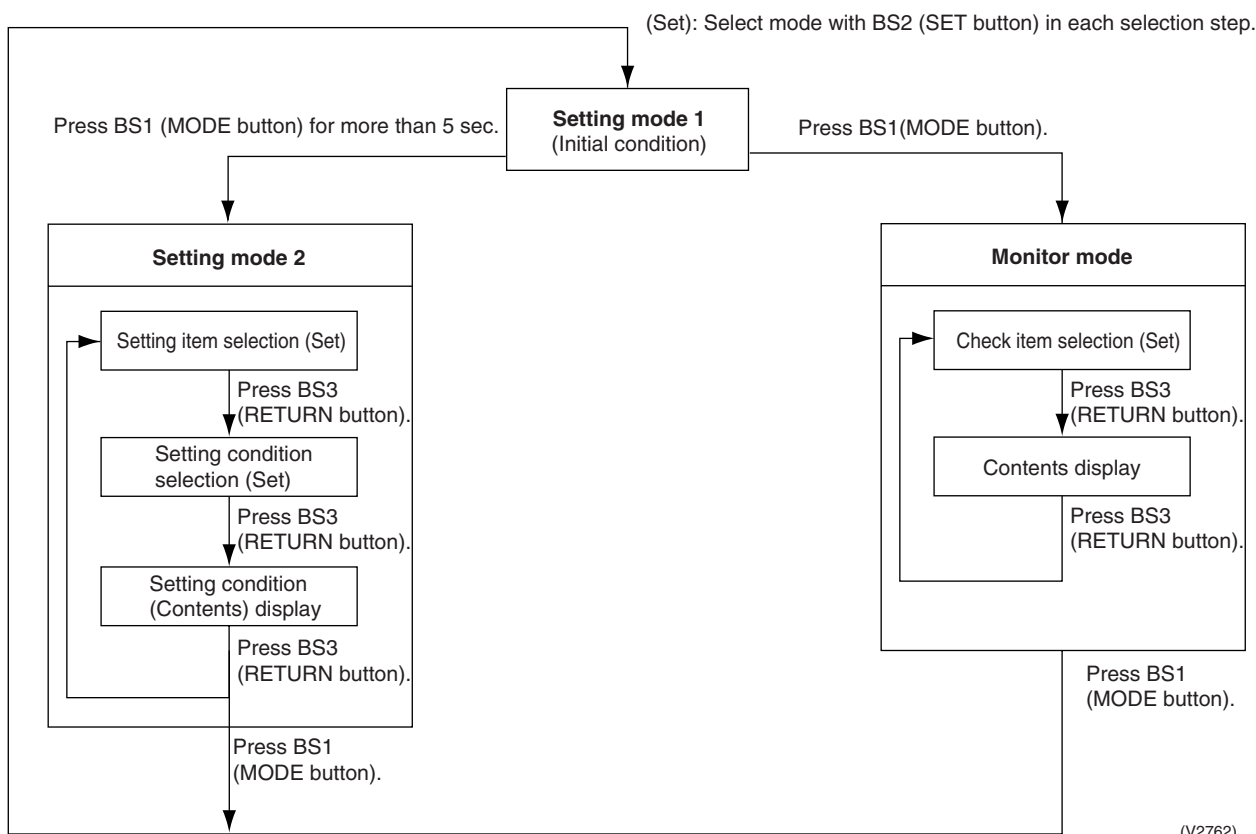 (Set): Select mode with BS2 (SET button) in each selection step.
Setting mode 1
(Initial condition)
Press BS1 (MODE button) for more than 5 sec.
Press BS1(MODE button).
Setting mode 2
Setting item selection (Set)
Press BS3
(RETURN button).
Setting condition
selection (Set)
Press BS3
(RETURN button).
Setting condition
(Contents) display
Press BS3
(RETURN button).
Press BS1
(MODE button).
Monitor mode
Check item selection (Set)
Press BS3
(RETURN button).
Contents display
Press BS3
(RETURN button).
Press BS1
(MODE button).
(V2762)